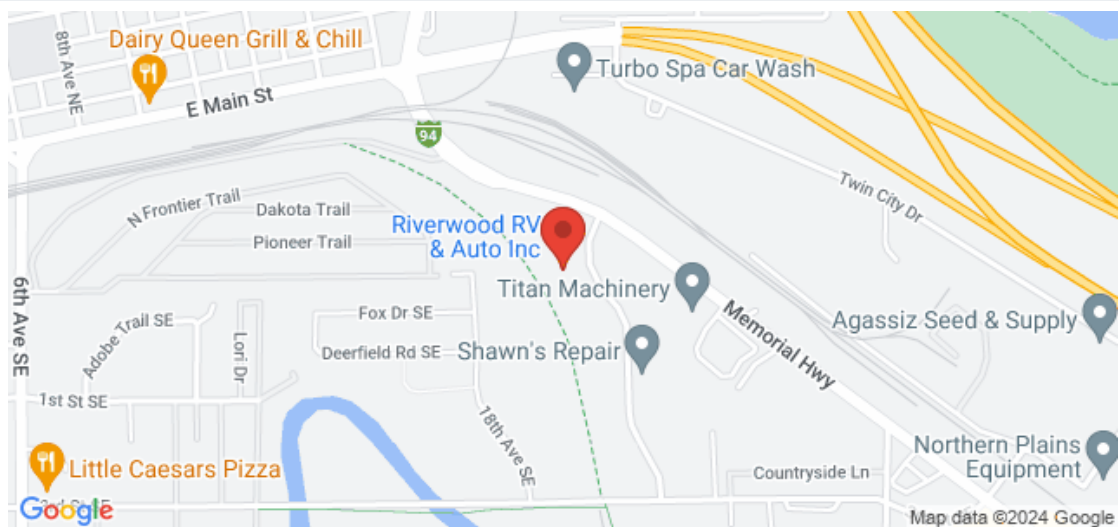 8th Ave NE
Dairy Queen Grill & Chill
E Main St
Turbo Spa Car Wash
94
Twin City Dr
N Frontier Trail
Dakota Trail
Pioneer Trail
Riverwood RV
& Auto Inc
Titan Machinery
6th Ave SE
Fox Dr SE
Adobe Trail SE
Lori Dr
Deerfield Rd SE
Shawn's Repair
Memorial Hwy
Agassiz Seed & Supply
1st St SE
18th Ave SE
Little Caesars Pizza
Countryside Ln
Northern Plains
Equipment
Google
Map data ©2024 Google